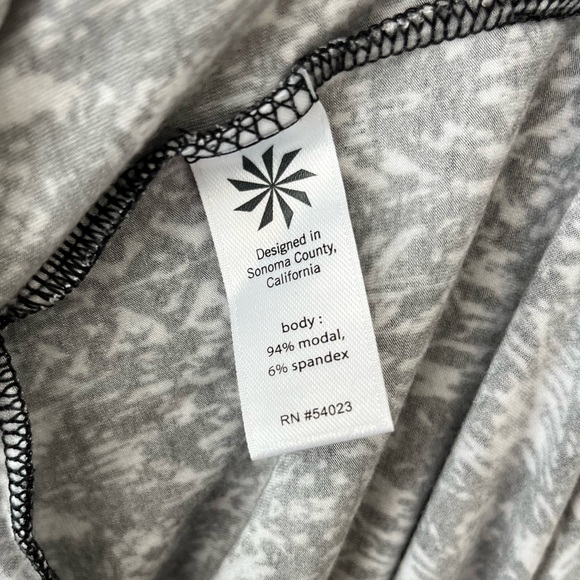 Designed in
Sonoma County,
California
body :
94% modal,
6% spandex
RN #54023